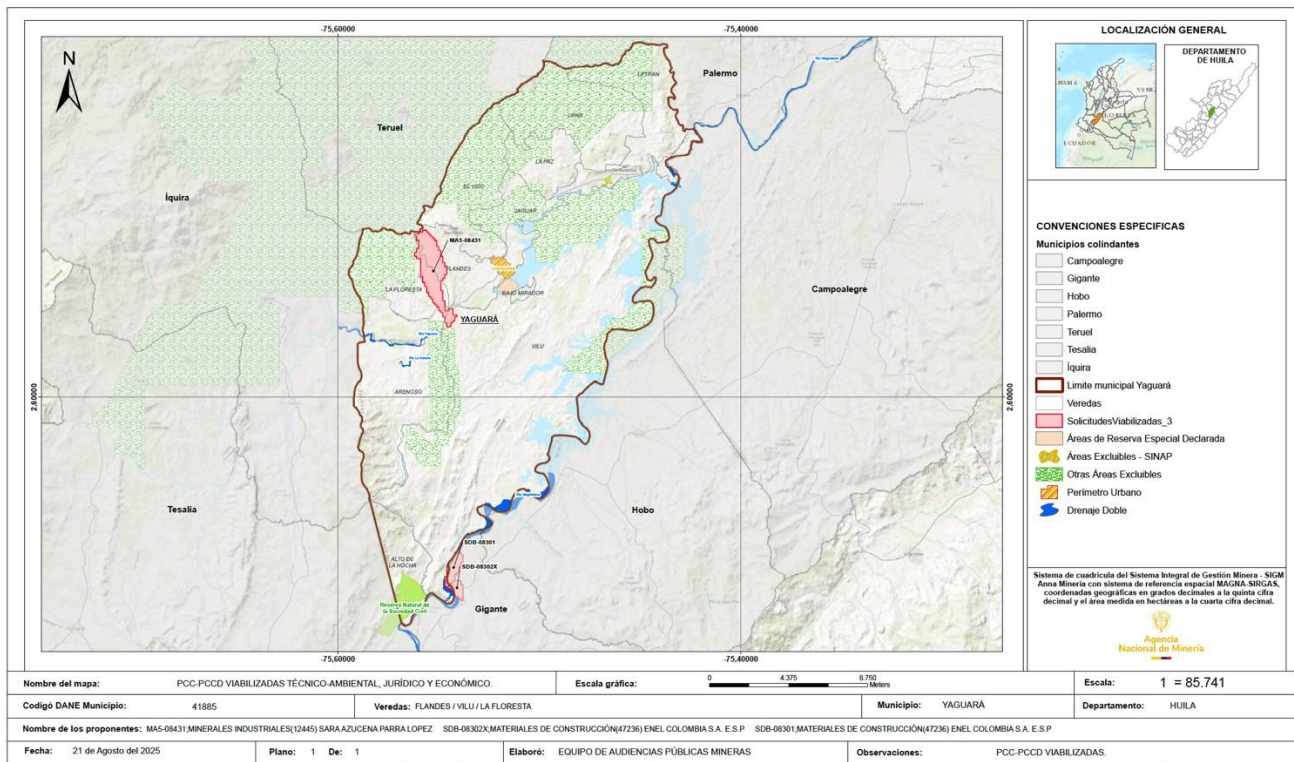 -75,60000
-75,40000
N
Palermo
Río Magdalena
LETRAN
Teruel
UPAR
LA PAZ
EL VISO
Íquira
JAGUAR
MA5-08431
FLANDES
LA FLORESTA
BAJO MIRADOR
Campoalegre
YAGUARÁ
Río Yaguará
VILU
ARENOSO
2,60000
2,60000
Río Magdalena
Tesalia
Hobo
SDB-08301
ALTO DE
LA HOCHA
SDB-08302X
Reserva Natural de
la Sociedad Civil
Gigante
-75,60000
-75,40000
LOCALIZACIÓN GENERAL
DEPARTAMENTO
DE HUILA
ECUADOR
CONVENCIONES ESPECIFICAS
Municipios colindantes
Campoalegre
Gigante
Hobo
Palermo
Teruel
Tesalia
Íquira
Limite municipal Yaguará
Veredas
SolicitudesViabilizadas_3
Áreas de Reserva Especial Declarada
Áreas Excluibles - SINAP
Otras Áreas Excluibles
Perímetro Urbano
Drenaje Doble
Sistema de cuadricula del Sistema Integral de Gestión Minera - SIGM
Anna Mineria con sistema de referencia espacial MAGNA-SIRGAS,
coordenadas geográficas en grados decimales a la quinta cifra
decimal y el área medida en hectáreas a la cuarta cifra decimal.
Agencia
Nacional de Minería
Nombre del mapa: PCC-PCCD VIABILIZADAS TÉCNICO-AMBIENTAL, JURÍDICO Y ECONÓMICO. Escala gráfica: 0 4.375 8.750 Meters Escala: 1 = 85.741
Codigó DANE Municipio: 41885 Veredas: FLANDES / VILU / LA FLORESTA Municipio: YAGUARÁ Departamento: HUILA
Nombre de los proponentes: MA5-08431;MINERALES INDUSTRIALES(12445) SARA AZUCENA PARRA LOPEZ SDB-08302X;MATERIALES DE CONSTRUCCIÓN(47236) ENEL COLOMBIA S.A. E.S.P SDB-08301;MATERIALES DE CONSTRUCCIÓN(47236) ENEL COLOMBIA S.A. E.S.P
Fecha: 21 de Agosto del 2025 Plano: 1 De: 1 Elaboró: EQUIPO DE AUDIENCIAS PÚBLICAS MINERAS Observaciones: PCC-PCCD VIABILIZADAS.